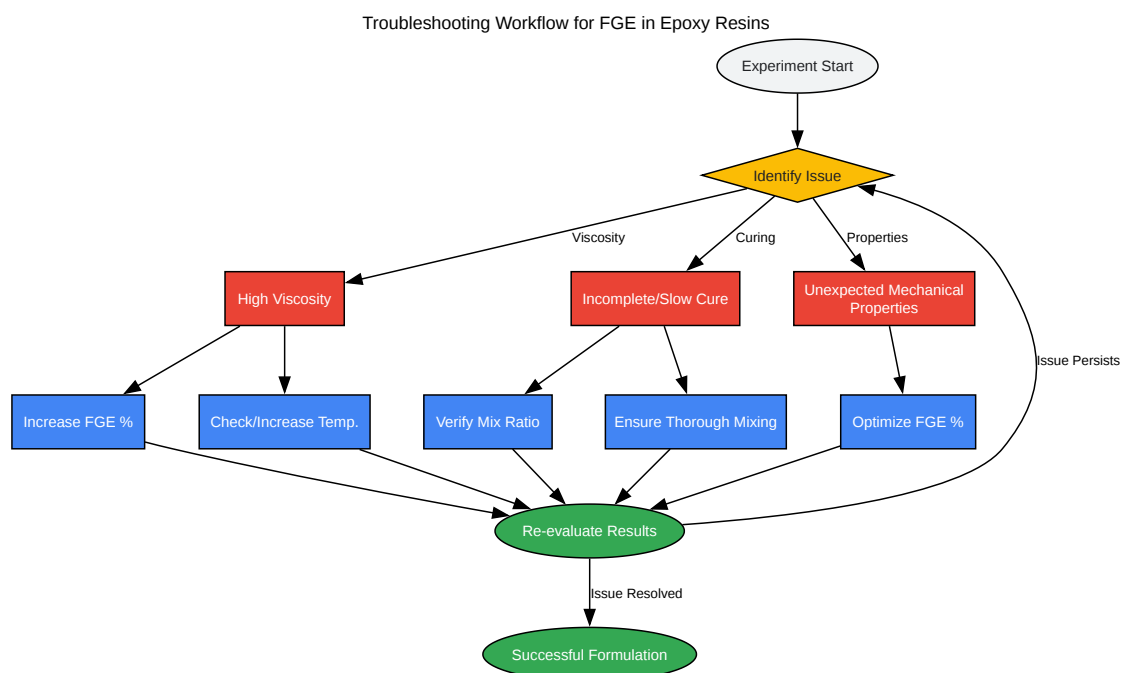 Troubleshooting Workflow for FGE in Epoxy Resins
Experiment Start
Identify Issue
Viscosity
Curing
Properties
High Viscosity
Incomplete/Slow Cure
Unexpected Mechanical
Properties
Issue Persists
Increase FGE %
Check/Increase Temp.
Verify Mix Ratio
Ensure Thorough Mixing
Optimize FGE %
Re-evaluate Results
Issue Resolved
Successful Formulation